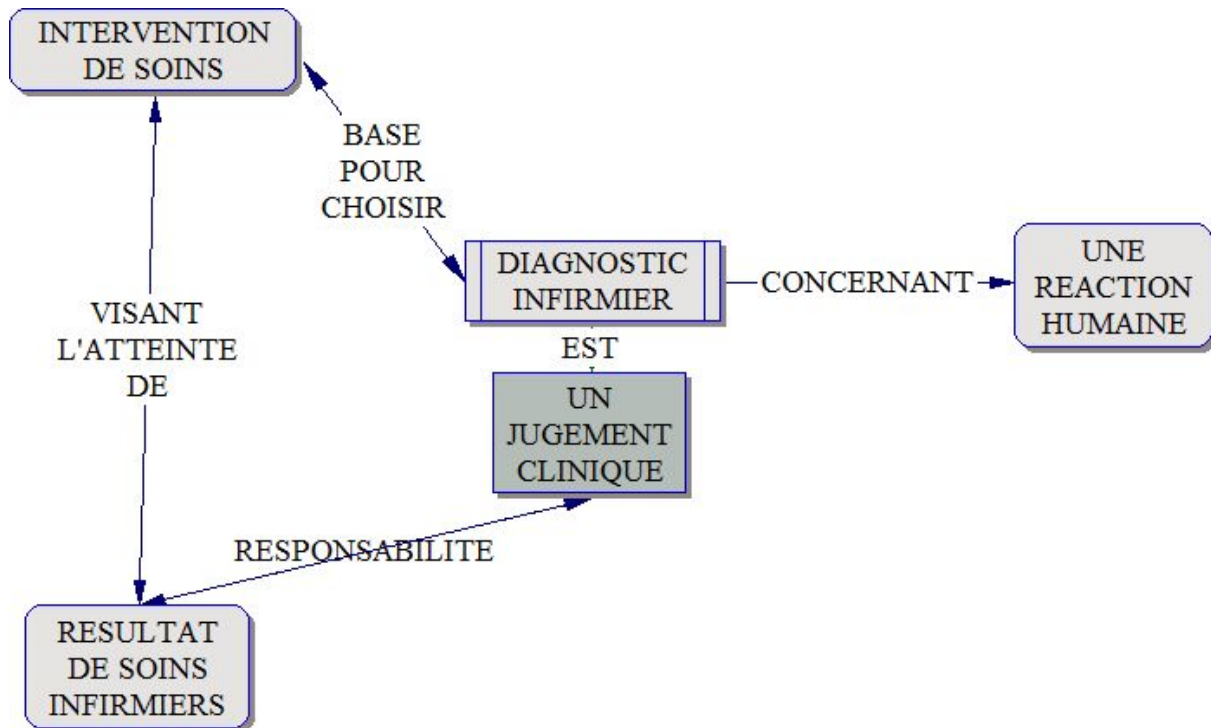 INTERVENTION
DE SOINS
BASE
POUR
CHOISIR
DIAGNOSTIC
INFIRMIER
CONCERNANT
UNE
REACTION
HUMAINE
VISANT
L'ATTEINTE
DE
EST
UN
JUGEMENT
CLINIQUE
RESPONSABILITE
RESULTAT
DE SOINS
INFIRMIERS